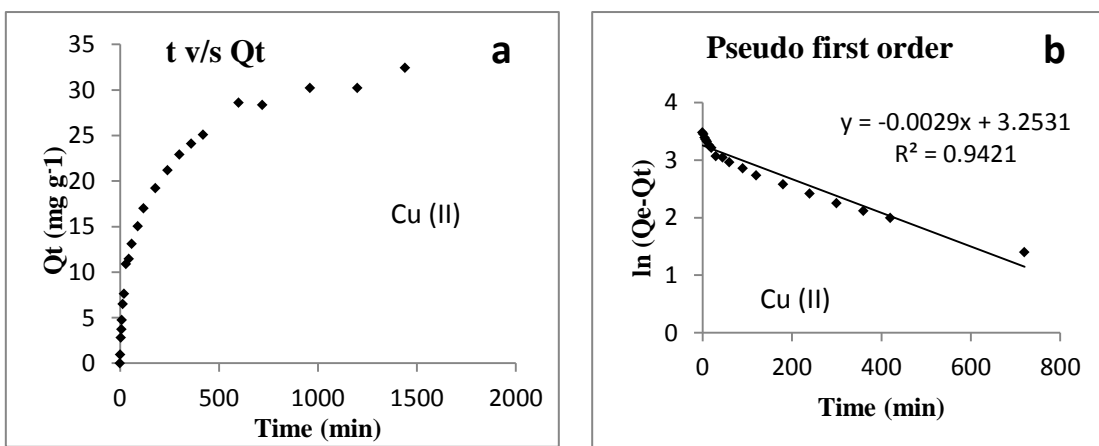 t v/s Qt
a
35
30
25
20
15
10
5
0
Qt (mg g-1)
Cu (II)
0 500 1000 1500 2000
Time (min)
Pseudo first order
b
y = -0.0029x + 3.2531
R² = 0.9421
4
3
2
1
0
ln (Qe-Qt)
Cu (II)
0 200 400 600 800
Time (min)